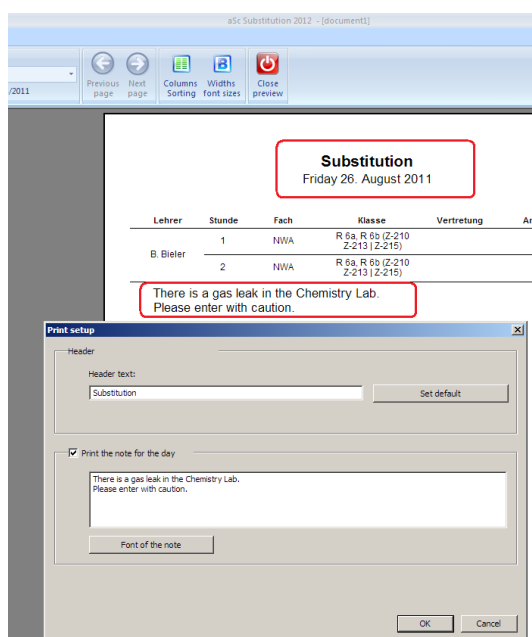 aSc Substitution 2012 - [document1]
/2011
Previous page
Next page
Columns Sorting
Widths font sizes
Close preview
Substitution
Friday 26. August 2011
Lehrer Stunde Fach Klasse Vertretung
B. Bieler
1 NWA R 6a, R 6b (Z-210
Z-213 | Z-215)
2 NWA R 6a, R 6b (Z-210
Z-213 | Z-215)
There is a gas leak in the Chemistry Lab.
Please enter with caution.
Print setup
Header
Header text:
Substitution
Set default
Print the note for the day
There is a gas leak in the Chemistry Lab.
Please enter with caution.
Font of the note
OK Cancel